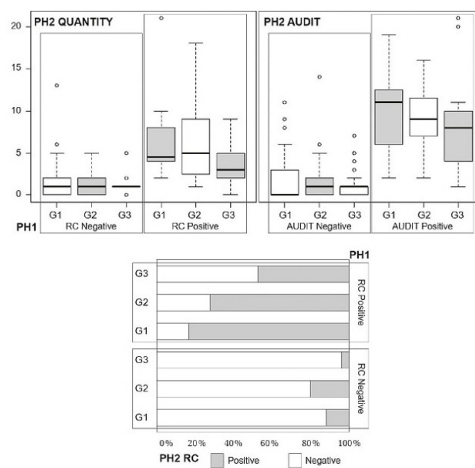 PH2 QUANTITY
PH2 AUDIT
20
15
10
5
0
G1 G2 G3 G1 G2 G3 G1 G2 G3 G1 G2 G3
PH1 RC Negative RC Positive AUDIT Negative AUDIT Positive
PH1
G3
G2
G1
RC Positive
G3
G2
G1
RC Negative
0% 20% 40% 60% 80% 100%
PH2 RC Positive Negative